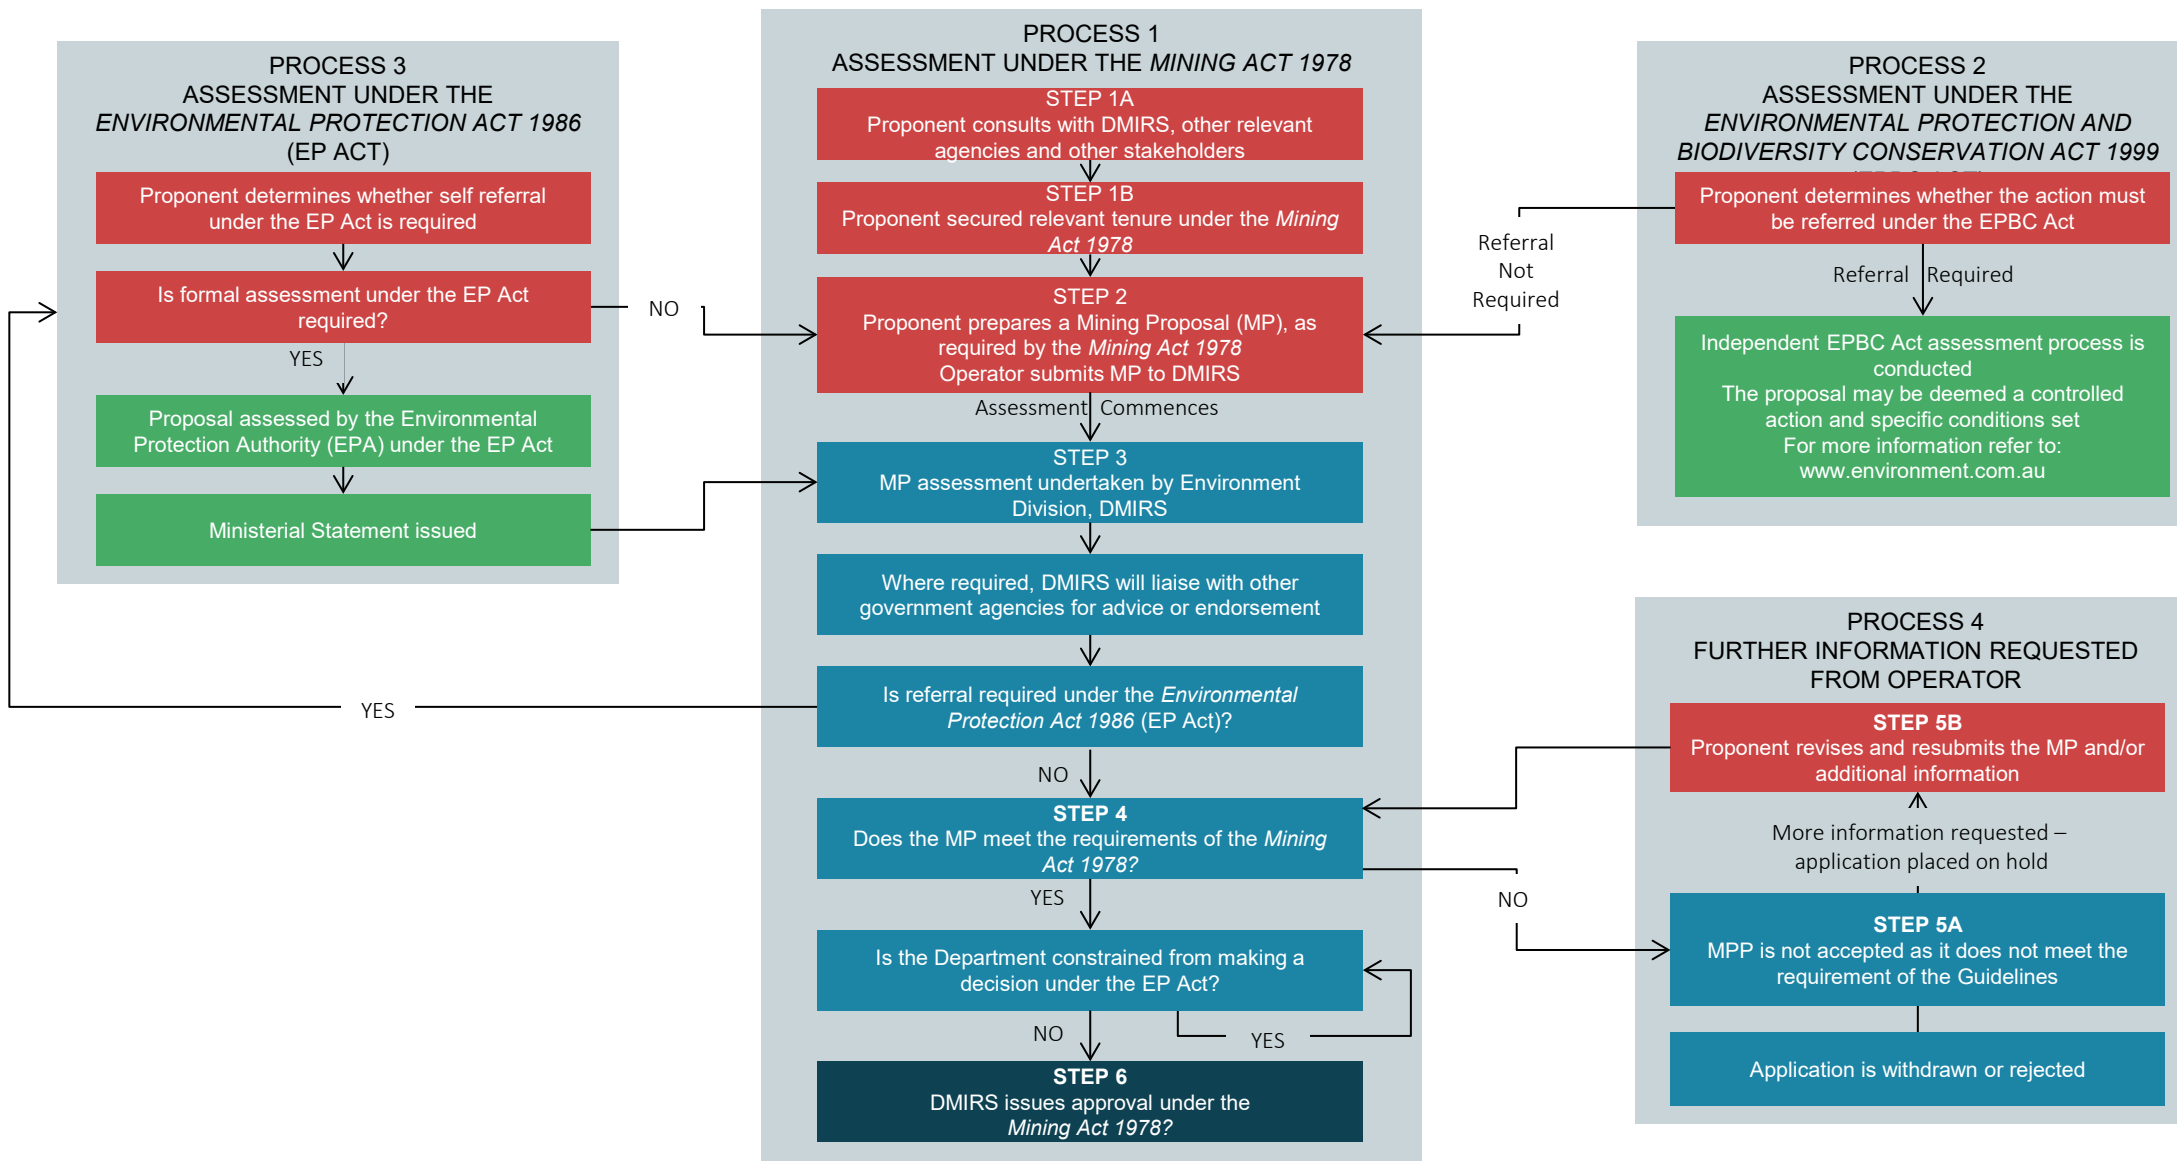 PROCESS 3
ASSESSMENT UNDER THE
ENVIRONMENTAL PROTECTION ACT 1986
(EP ACT)
Proponent determines whether self referral
under the EP Act is required
Is formal assessment under the EP Act
required?
NO
YES
Proposal assessed by the Environmental
Protection Authority (EPA) under the EP Act
Ministerial Statement issued
PROCESS 1
ASSESSMENT UNDER THE MINING ACT 1978
STEP 1A
Proponent consults with DMIRS, other relevant
agencies and other stakeholders
STEP 1B
Proponent secured relevant tenure under the Mining
Act 1978
STEP 2
Proponent prepares a Mining Proposal (MP), as
required by the Mining Act 1978
Operator submits MP to DMIRS
Assessment Commences
STEP 3
MP assessment undertaken by Environment
Division, DMIRS
Where required, DMIRS will liaise with other
government agencies for advice or endorsement
Is referral required under the Environmental
Protection Act 1986 (EP Act)?
YES
NO
STEP 4
Does the MP meet the requirements of the Mining
Act 1978?
YES
NO
Is the Department constrained from making a
decision under the EP Act?
NO
YES
STEP 6
DMIRS issues approval under the
Mining Act 1978?
PROCESS 2
ASSESSMENT UNDER THE
ENVIRONMENTAL PROTECTION AND
BIODIVERSITY CONSERVATION ACT 1999
Proponent determines whether the action must
be referred under the EPBC Act
Referral
Not
Required
Referral Required
Independent EPBC Act assessment process is
conducted
The proposal may be deemed a controlled
action and specific conditions set
For more information refer to:
www.environment.com.au
PROCESS 4
FURTHER INFORMATION REQUESTED
FROM OPERATOR
STEP 5B
Proponent revises and resubmits the MP and/or
additional information
More information requested –
application placed on hold
STEP 5A
MPP is not accepted as it does not meet the
requirement of the Guidelines
Application is withdrawn or rejected